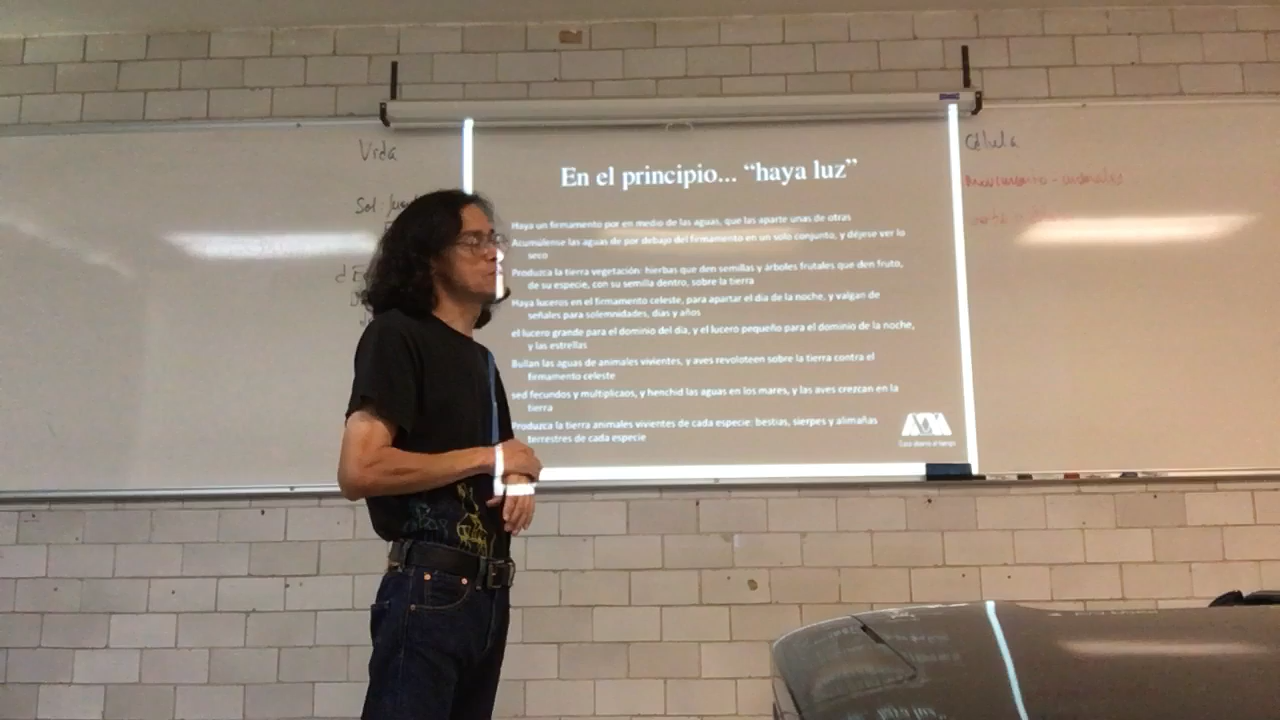 Vida
Sol:
En el principio... “haya luz”
Haya un firmamento por en medio de las aguas, que las aparte unas de otras
Acumúlense las aguas de por debajo del firmamento en un solo conjunto, y déjese ver lo
seco
Produzca la tierra vegetación: hierbas que den semillas y árboles frutales que den fruto,
de su especie, con su semilla dentro, sobre la tierra
Haya luceros en el firmamento celeste, para apartar el día de la noche, y valgan de
señales para solemnidades, días y años
el lucero grande para el dominio del día, y el lucero pequeño para el dominio de la noche,
y las estrellas
Bullan las aguas de animales vivientes, y aves revoloteen sobre la tierra contra el
firmamento celeste
sed fecundos y multiplicaos, y henchid las aguas en los mares, y las aves crezcan en la
tierra
Produzca la tierra animales vivientes de cada especie: bestias, sierpes y alimañas
terrestres de cada especie
Casa abierta al tiempo
Célula